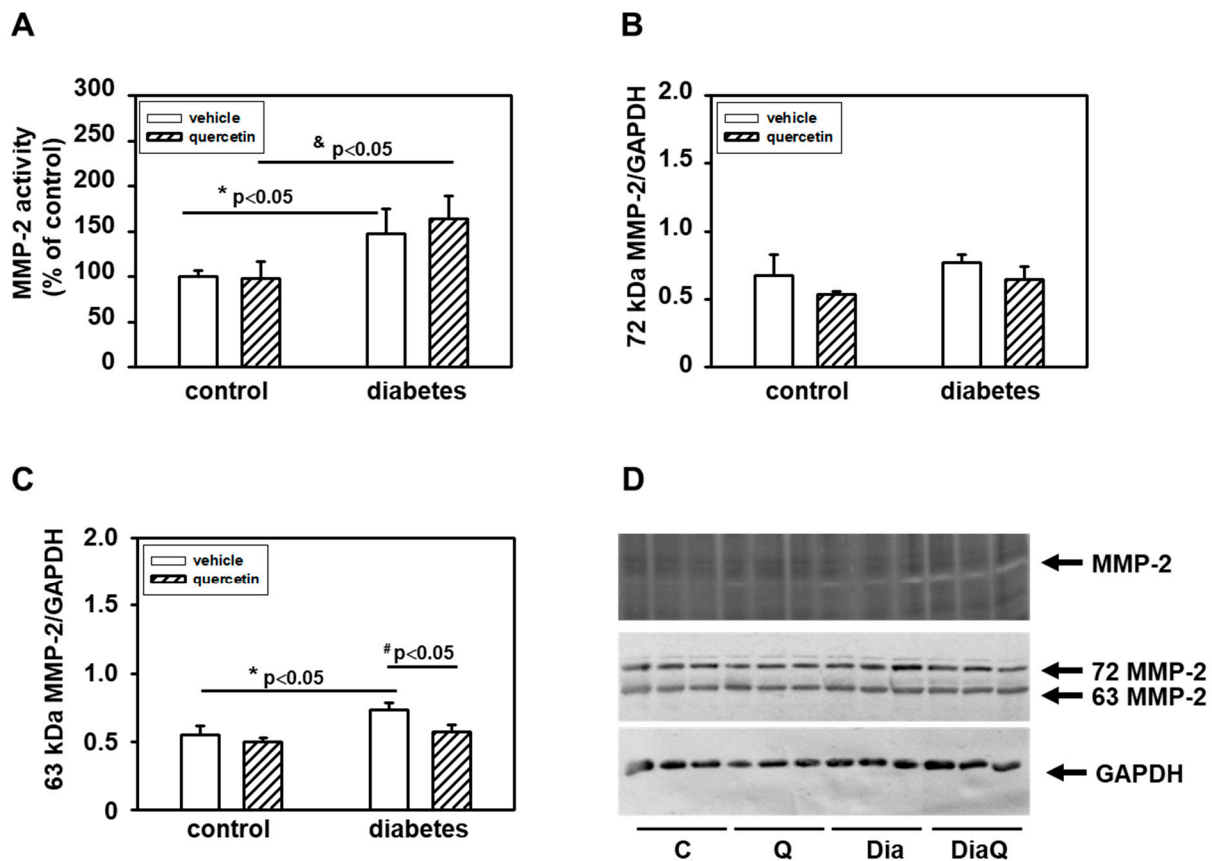 A
MMP-2 activity
(% of control)
300
250
200
150
100
50
0
vehicle
quercetin
& p<0.05
* p<0.05
control diabetes
B
72 kDa MMP-2/GAPDH
2.0
1.5
1.0
0.5
0
vehicle
quercetin
control diabetes
C
63 kDa MMP-2/GAPDH
2.0
1.5
1.0
0.5
0
vehicle
quercetin
# p<0.05
* p<0.05
control diabetes
D
MMP-2
72 MMP-2
63 MMP-2
GAPDH
C Q Dia DiaQ